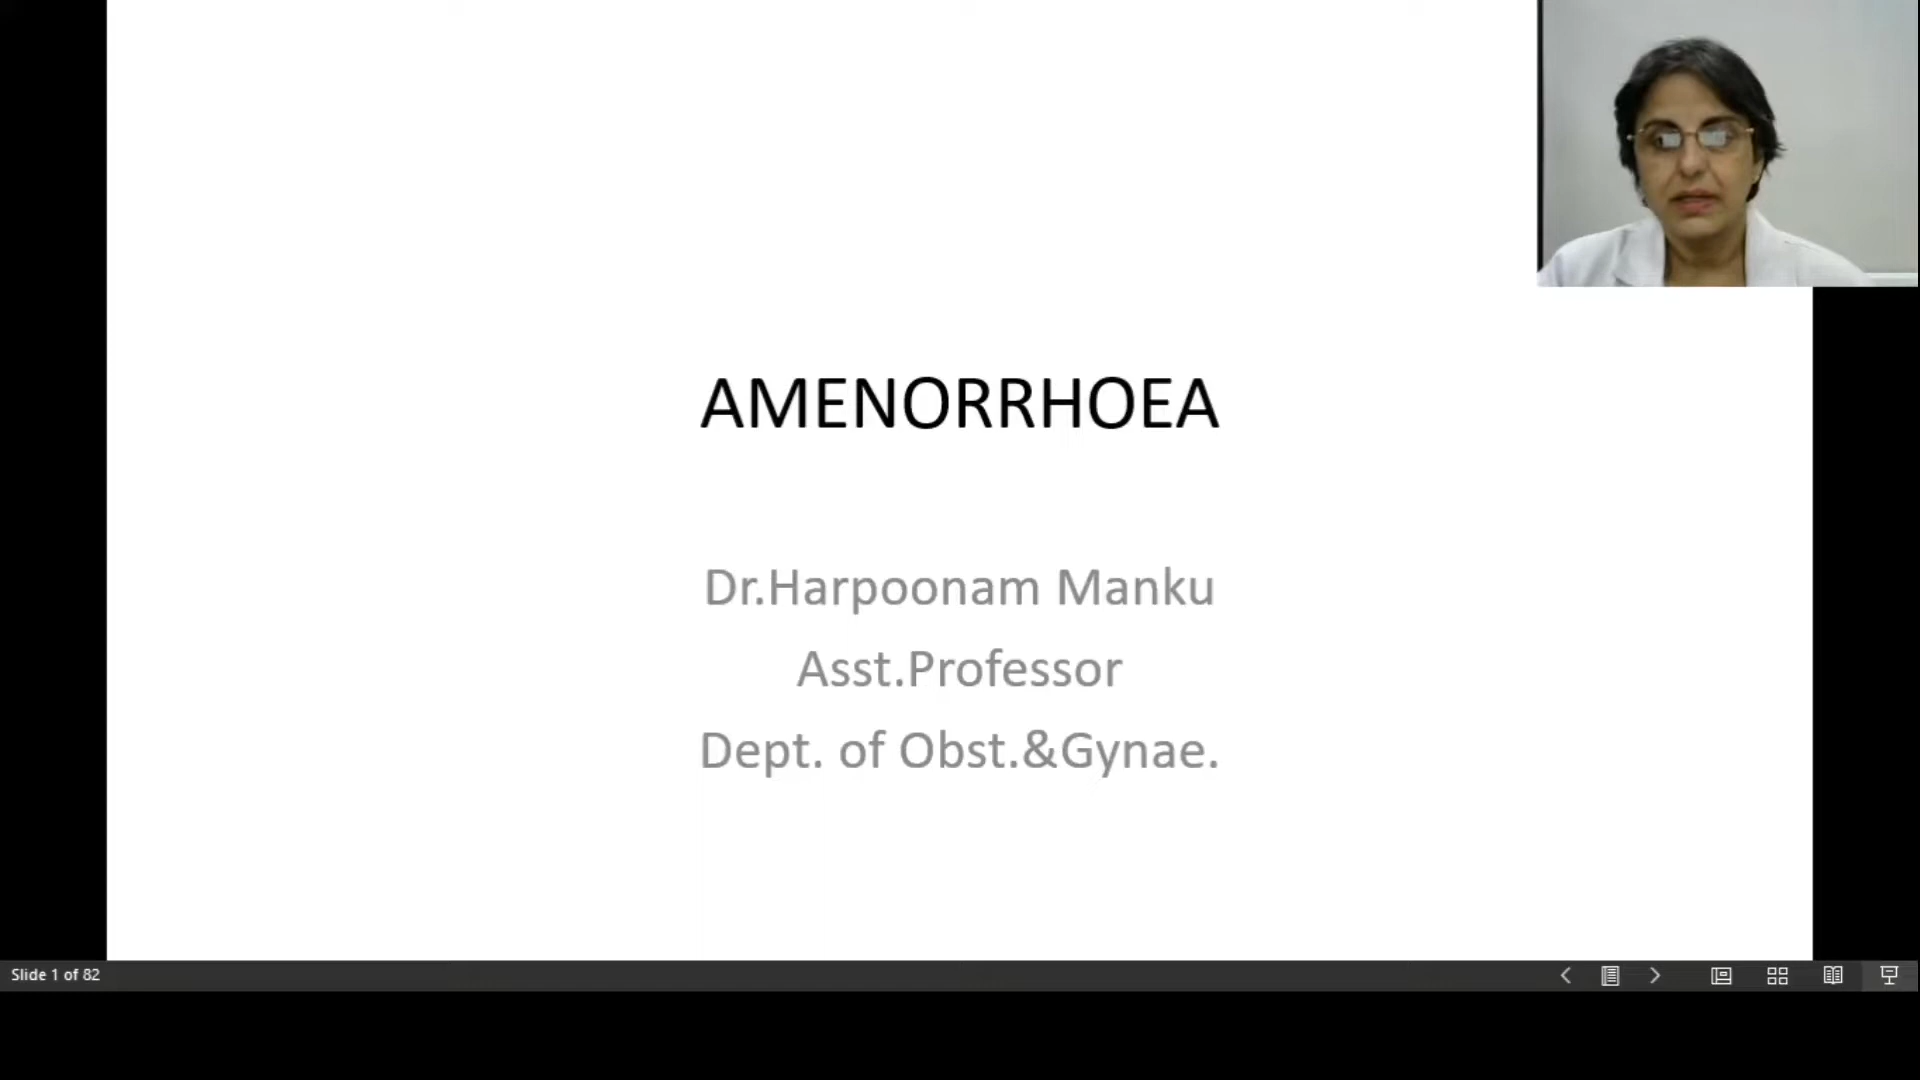 AMENORRHOEA
Dr.Harpoonam Manku
Asst.Professor
Dept. of Obst.&Gynae.
Slide 1 of 82